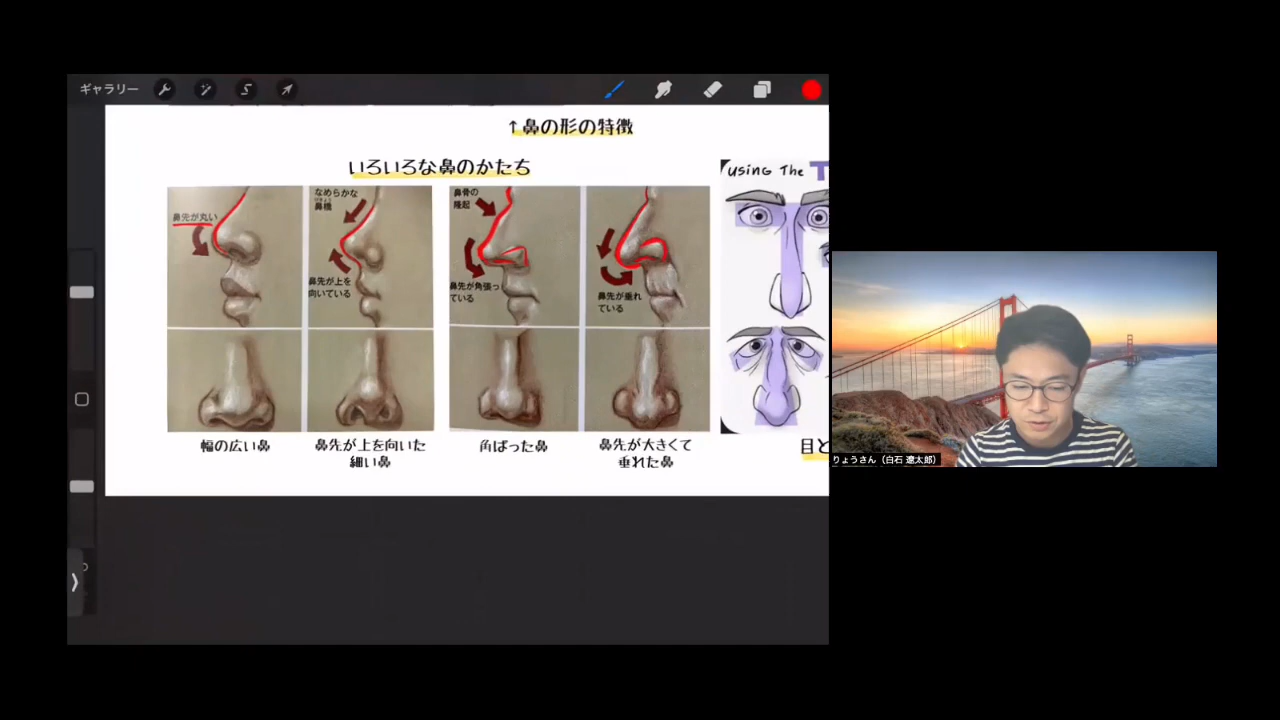 ギャラリー
↑鼻の形の特徴
いろいろな鼻のかたち
鼻先が丸い
なめらかな
鼻先が上を
向いている
鼻骨の
隆起
鼻先が角張っ
ている
鼻先が垂れ
ている
USING The T
幅の広い鼻
鼻先が上を向いた
細い鼻
角ばった鼻
鼻先が大きくて
垂れた鼻
目と
りょうさん（白石 遼太郎）